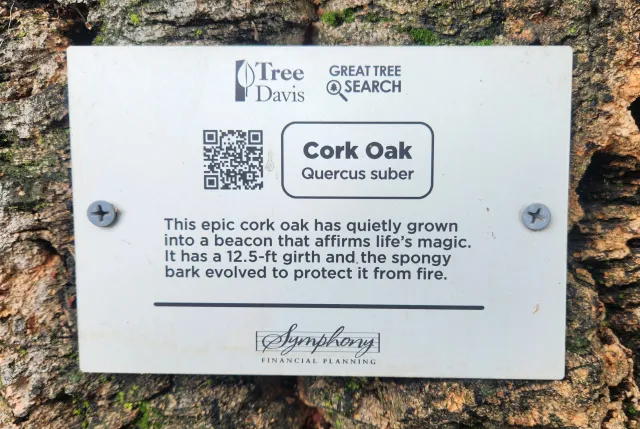 Tree
Davis
GREAT TREE
SEARCH
Cork Oak
Quercus suber
This epic cork oak has quietly grown
into a beacon that affirms life's magic.
It has a 12.5-ft girth and the spongy
bark evolved to protect it from fire.
Symphony
FINANCIAL PLANNING